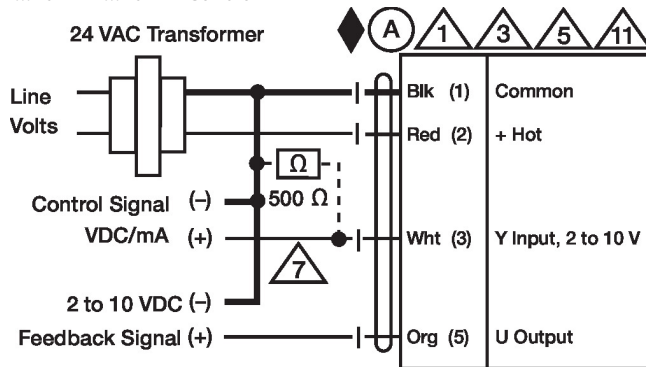 24 VAC Transformer
A 1 3 5 11
Line
Volts
Blk (1) Common
Red (2) + Hot
Ω
500 Ω
Control Signal (–)
VDC/mA (+)
Wht (3) Y Input, 2 to 10 V
7
2 to 10 VDC (–)
Feedback Signal (+)
Org (5) U Output